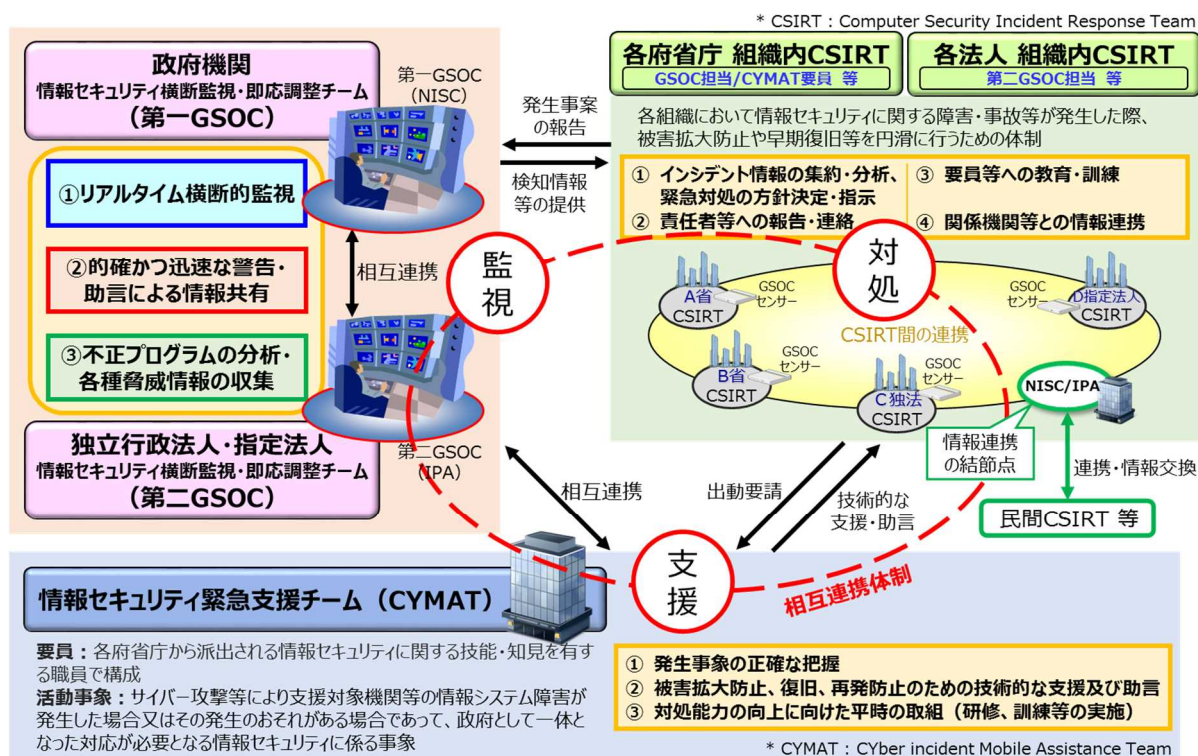 * CSIRT : Computer Security Incident Response Team
政府機関
情報セキュリティ横断監視・即応調整チーム
（第一GSOC）
第一GSOC
（NISC）
①リアルタイム横断的監視
②的確かつ迅速な警告・
助言による情報共有
③不正プログラムの分析・
各種脅威情報の収集
相互連携
独立行政法人・指定法人
情報セキュリティ横断監視・即応調整チーム
（第二GSOC）
第二GSOC
（IPA）
発生事案
の報告
検知情報
等の提供
監視
各府省庁 組織内CSIRT
GSOC担当/CYMAT要員 等
各法人 組織内CSIRT
第二GSOC担当 等
各組織において情報セキュリティに関する障害・事故等が発生した際、
被害拡大防止や早期復旧等を円滑に行うための体制
① インシデント情報の集約・分析、
緊急対処の方針決定・指示
② 責任者等への報告・連絡
③ 要員等への教育・訓練
④ 関係機関等との情報連携
対処
A省
CSIRT
GSOC
センサー
D指定法人
CSIRT
GSOC
センサー
CSIRT間の連携
B省
CSIRT
GSOC
センサー
C独法
CSIRT
GSOC
センサー
NISC/IPA
情報連携
の結節点
連携・情報交換
民間CSIRT 等
相互連携
出動要請
技術的な
支援・助言
支援
相互連携体制
情報セキュリティ緊急支援チーム（CYMAT）
要員：各府省庁から派出される情報セキュリティに関する技能・知見を有す
る職員で構成
活動事象：サイバー攻撃等により支援対象機関等の情報システム障害が
発生した場合又はその発生のおそれがある場合であって、政府として一体と
なった対応が必要となる情報セキュリティに係る事象
① 発生事象の正確な把握
② 被害拡大防止、復旧、再発防止のための技術的な支援及び助言
③ 対処能力の向上に向けた平時の取組（研修、訓練等の実施）
* CYMAT : CYber incident Mobile Assistance Team